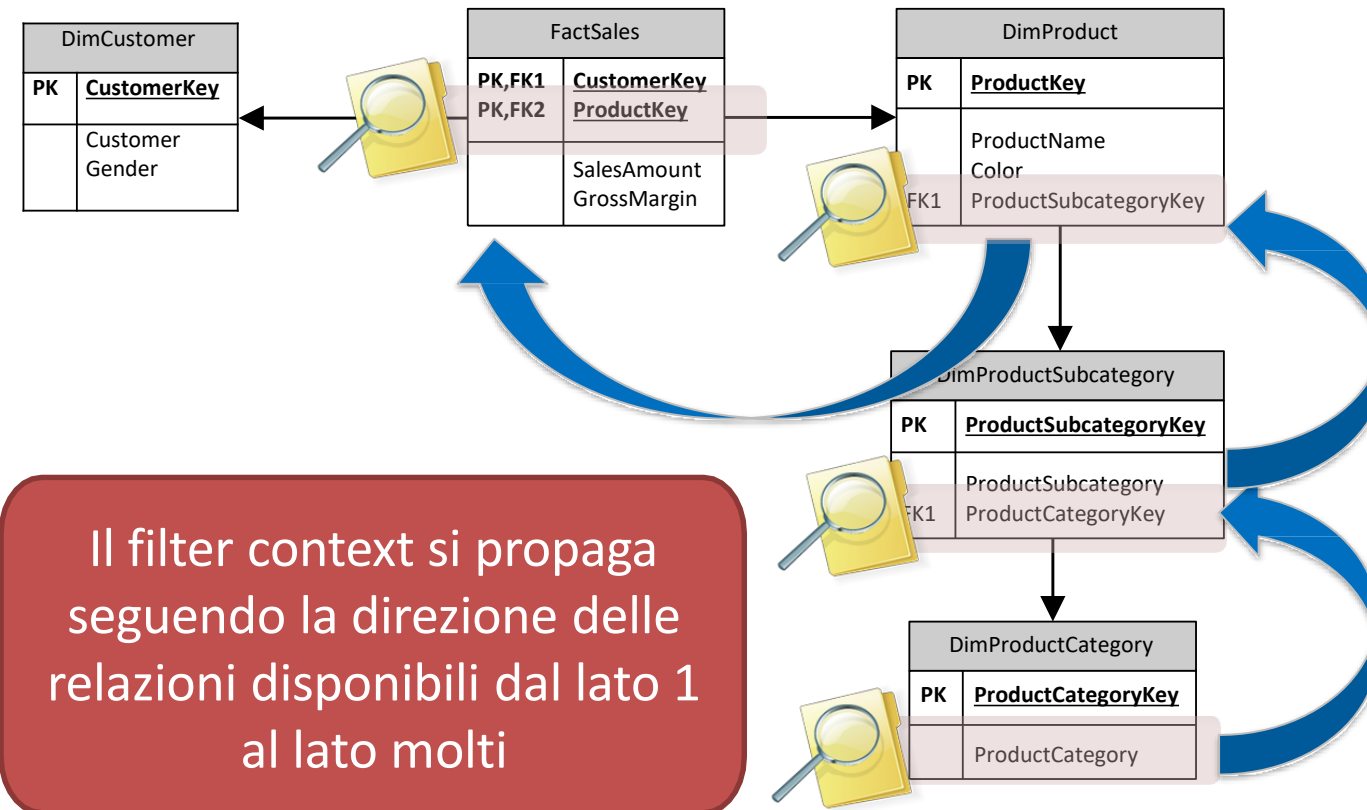 DimCustomer
PK CustomerKey
Customer
Gender
FactSales
PK,FK1 CustomerKey
PK,FK2 ProductKey
SalesAmount
GrossMargin
DimProduct
PK ProductKey
ProductName
Color
FK1 ProductSubcategoryKey
DimProductSubcategory
PK ProductSubcategoryKey
ProductSubcategory
FK1 ProductCategoryKey
DimProductCategory
PK ProductCategoryKey
ProductCategory
Il filter context si propaga
seguendo la direzione delle
relazioni disponibili dal lato 1
al lato molti